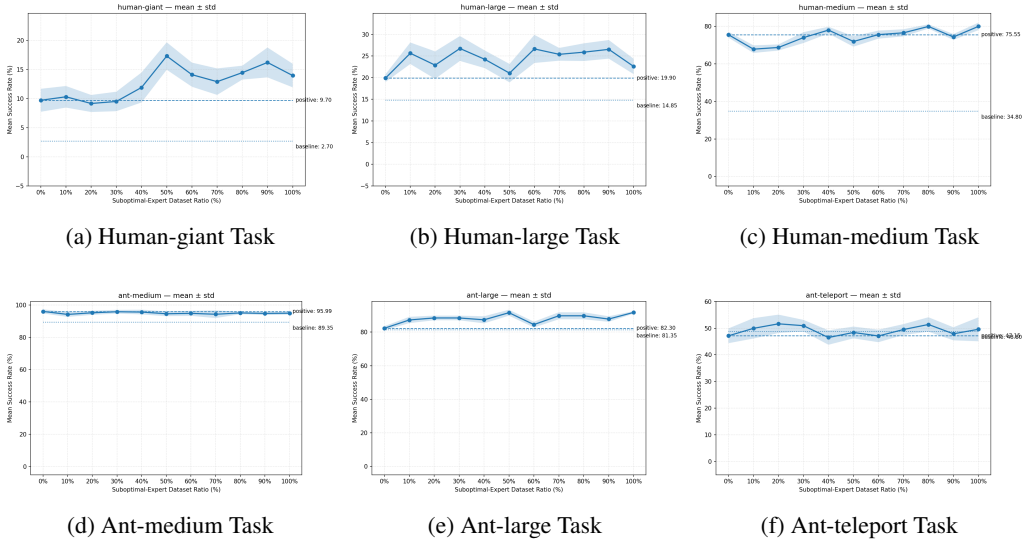 human-giant — mean ± std
human-large — mean ± std
human-medium — mean ± std
Mean Success Rate (%)
20
15
10
5
0
−5
positive: 9.70
baseline: 2.70
0% 10% 20% 30% 40% 50% 60% 70% 80% 90% 100%
Suboptimal-Expert Dataset Ratio (%)
Mean Success Rate (%)
30
25
20
15
10
5
0
−5
positive: 19.90
baseline: 14.85
0% 10% 20% 30% 40% 50% 60% 70% 80% 90% 100%
Suboptimal-Expert Dataset Ratio (%)
Mean Success Rate (%)
80
60
40
20
0
positive: 75.55
baseline: 34.80
0% 10% 20% 30% 40% 50% 60% 70% 80% 90% 100%
Suboptimal-Expert Dataset Ratio (%)
(a) Human-giant Task
(b) Human-large Task
(c) Human-medium Task
ant-medium — mean ± std
ant-large — mean ± std
ant-teleport — mean ± std
Mean Success Rate (%)
100
80
60
40
20
0
positive: 95.99
baseline: 89.35
0% 10% 20% 30% 40% 50% 60% 70% 80% 90% 100%
Suboptimal-Expert Dataset Ratio (%)
Mean Success Rate (%)
80
60
40
20
0
positive: 82.30
baseline: 81.35
0% 10% 20% 30% 40% 50% 60% 70% 80% 90% 100%
Suboptimal-Expert Dataset Ratio (%)
Mean Success Rate (%)
60
50
40
30
20
10
0
0% 10% 20% 30% 40% 50% 60% 70% 80% 90% 100%
Suboptimal-Expert Dataset Ratio (%)
(d) Ant-medium Task
(e) Ant-large Task
(f) Ant-teleport Task